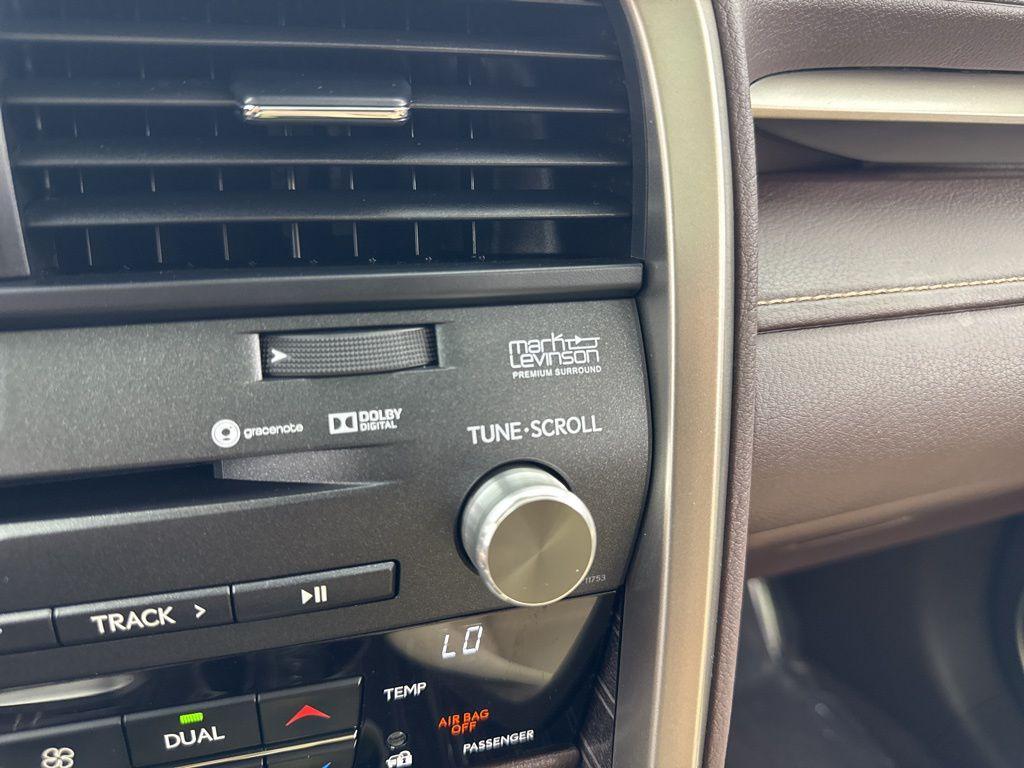 mark
Levinson
PREMIUM SURROUND
gracenote
DOLBY
DIGITAL
TUNE·SCROLL
11753
TRACK >
LO
TEMP
DUAL
AIR BAG
OFF
PASSENGER